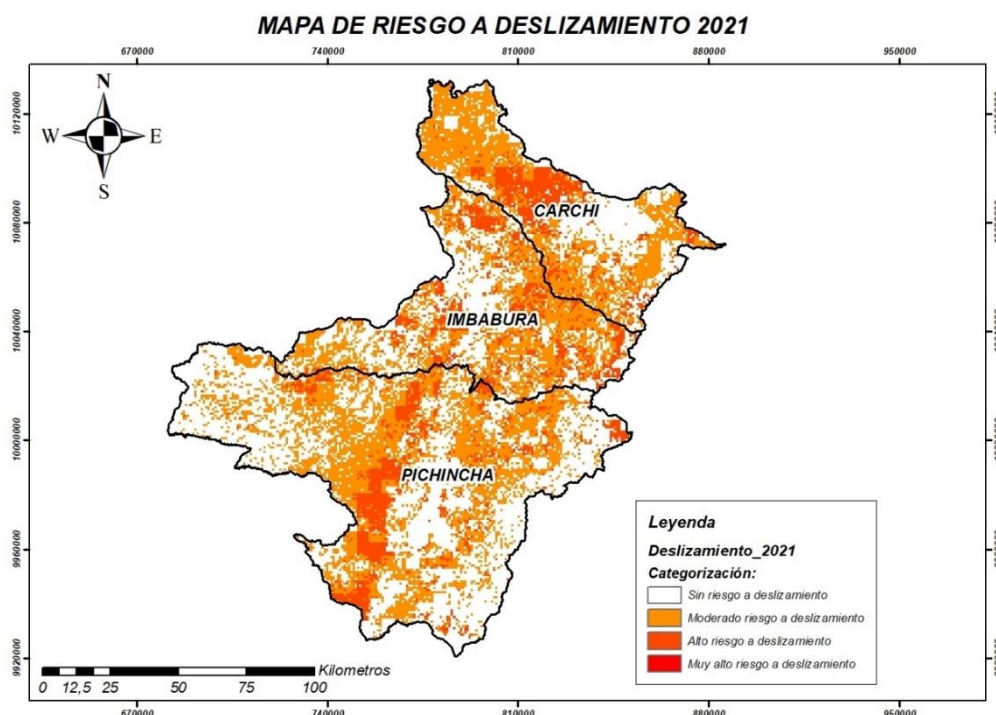 MAPA DE RIESGO A DESLIZAMIENTO 2021
670000 740000 810000 880000 950000
N
W E
S
10120000
10080000
10040000
10000000
9960000
9920000
CARCHI
IMBABURA
PICHINCHA
Leyenda
Deslizamiento_2021
Categorización:
Sin riesgo a deslizamiento
Moderado riesgo a deslizamiento
Alto riesgo a deslizamiento
Muy alto riesgo a deslizamiento
Kilometros
0 12,5 25 50 75 100
670000 740000 810000 880000 950000